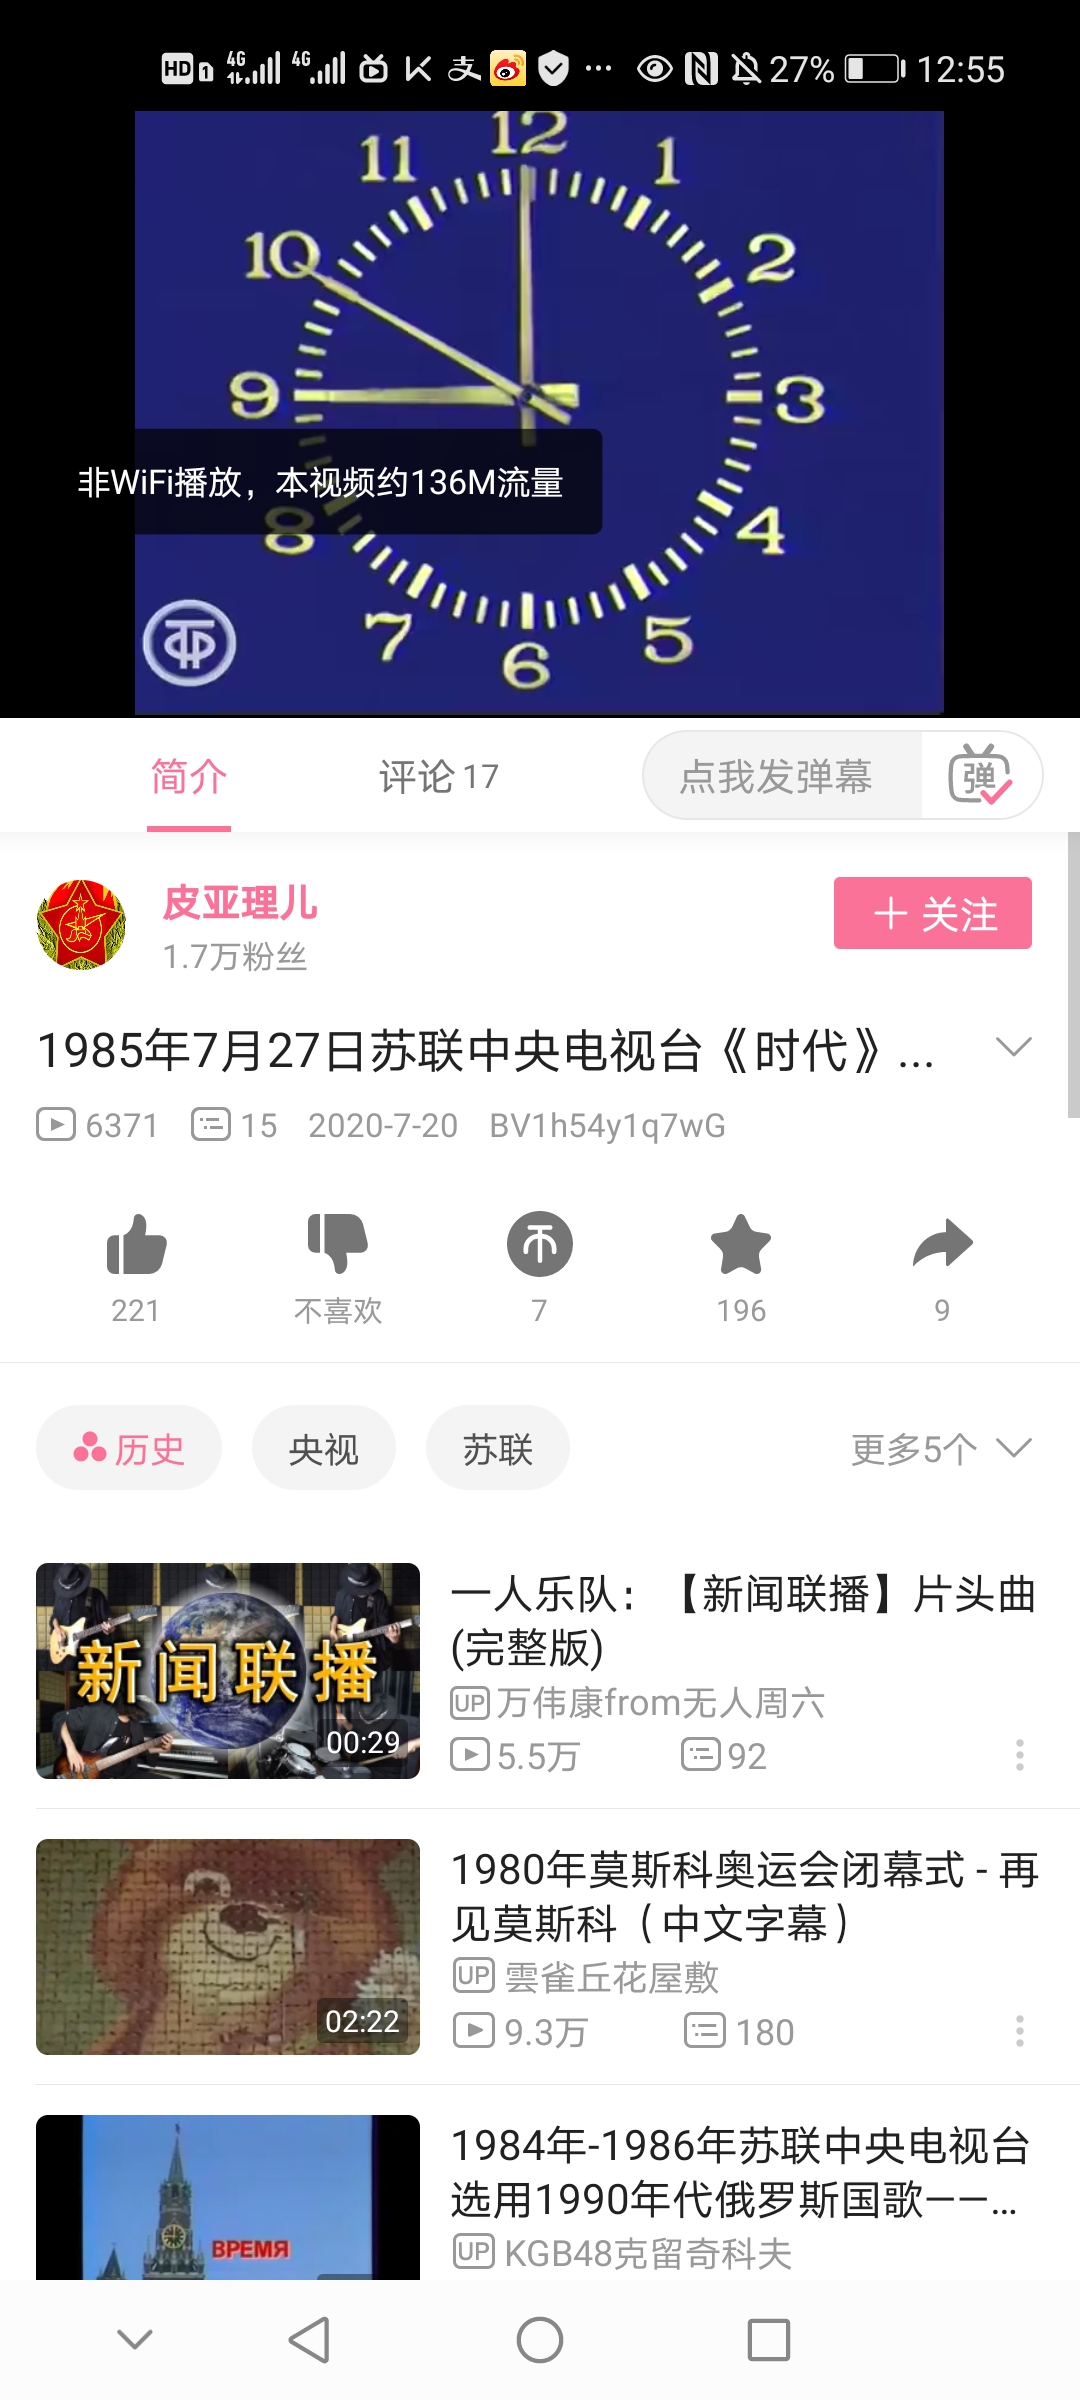 HD 1 4G 4G 支 27% 12:55
12
11 1
10 2
9 3
非WiFi播放，本视频约136M流量
8 4
7 5
6
简介 评论 17 点我发弹幕 弹
皮亚理儿
1.7万粉丝
+ 关注
1985年7月27日苏联中央电视台《时代》...
6371 15 2020-7-20 BV1h54y1q7wG
221 不喜欢 7 196 9
历史 央视 苏联 更多5个
新闻联播
00:29
一人乐队：【新闻联播】片头曲
(完整版)
UP 万伟康from无人周六
5.5万 92
02:22
1980年莫斯科奥运会闭幕式 - 再
见莫斯科（中文字幕）
UP 雲雀丘花屋敷
9.3万 180
ВРЕМЯ
1984年-1986年苏联中央电视台
选用1990年代俄罗斯国歌——...
UP KGB48克留奇科夫